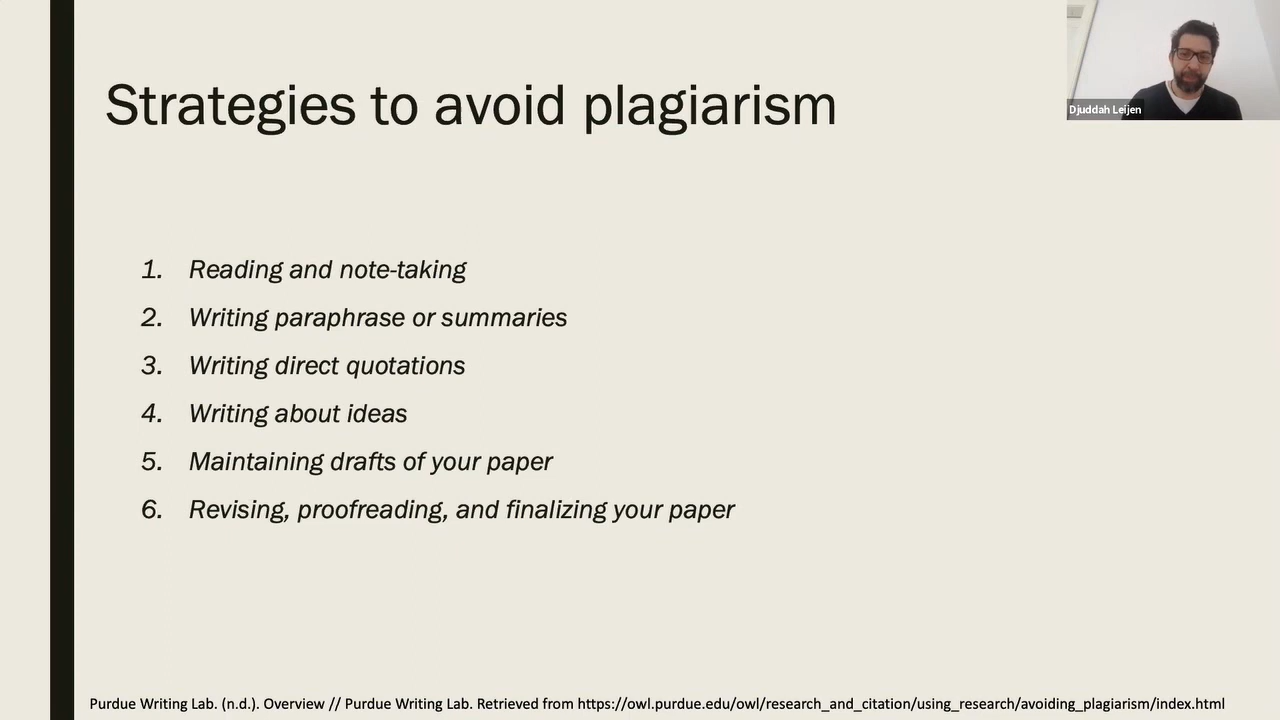 Strategies to avoid plagiarism
Djuddah Leijen
1. Reading and note-taking
2. Writing paraphrase or summaries
3. Writing direct quotations
4. Writing about ideas
5. Maintaining drafts of your paper
6. Revising, proofreading, and finalizing your paper
Purdue Writing Lab. (n.d.). Overview // Purdue Writing Lab. Retrieved from https://owl.purdue.edu/owl/research_and_citation/using_research/avoiding_plagiarism/index.html